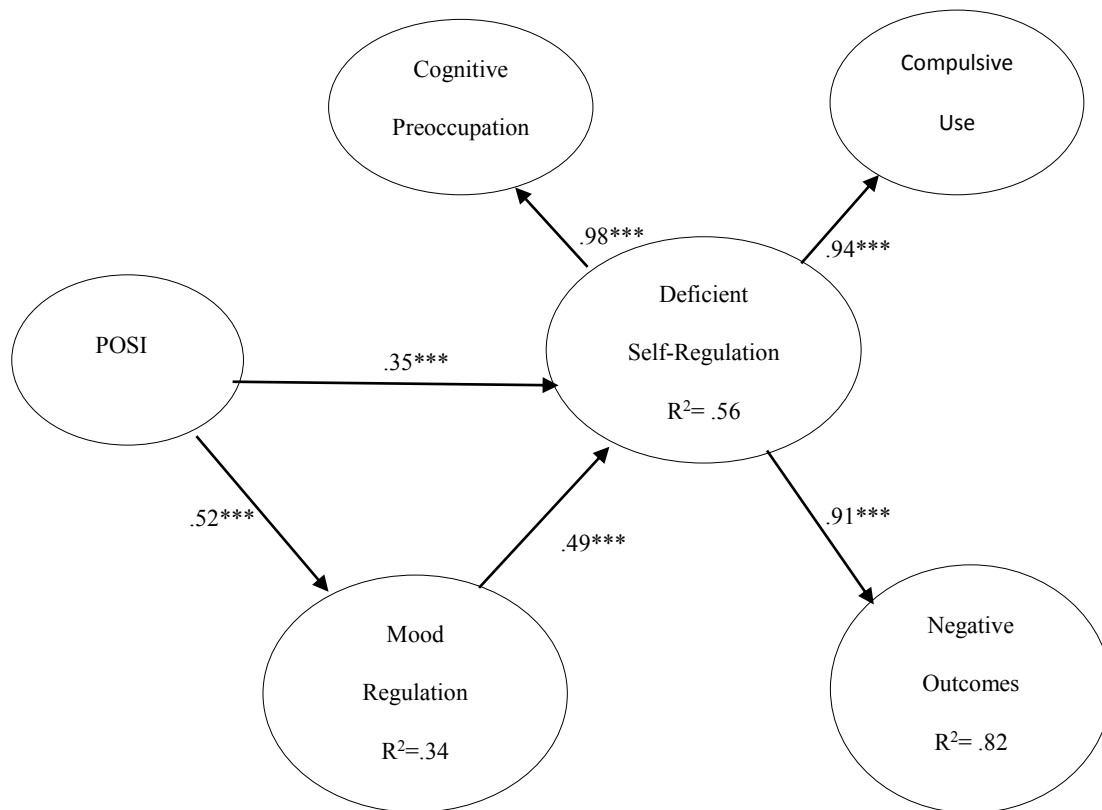 Cognitive
Preoccupation
Compulsive
Use
.98***
.94***
Deficient
Self-Regulation
R²= .56
POSI
.35***
.52***
.49***
.91***
Mood
Regulation
R²=.34
Negative
Outcomes
R²= .82